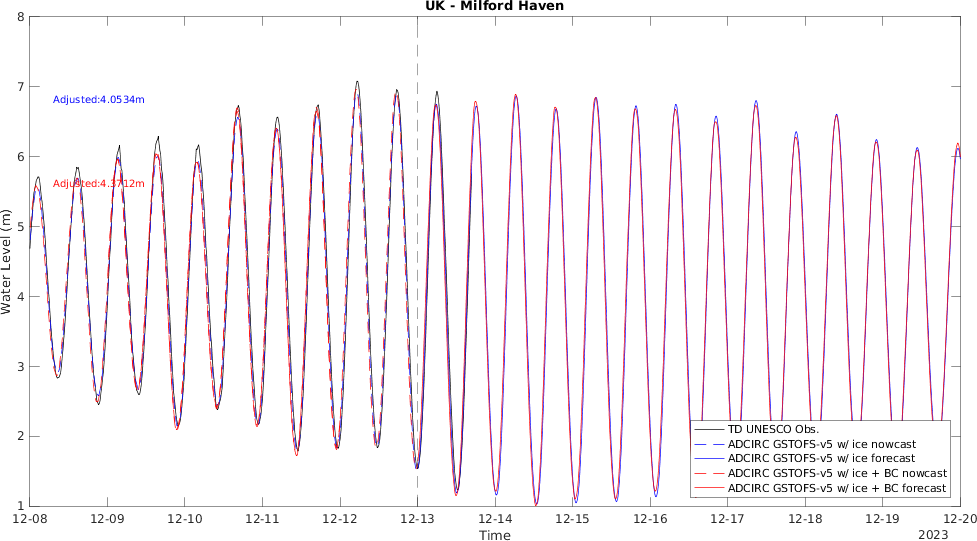 UK - Milford Haven
8
7
6
5
4
3
2
1
Water Level (m)
Adjusted:4.0534m
Adjusted:4.3712m
TD UNESCO Obs.
ADCIRC GSTOFS-v5 w/ ice nowcast
ADCIRC GSTOFS-v5 w/ ice forecast
ADCIRC GSTOFS-v5 w/ ice + BC nowcast
ADCIRC GSTOFS-v5 w/ ice + BC forecast
12-08 12-09 12-10 12-11 12-12 12-13 12-14 12-15 12-16 12-17 12-18 12-19 12-20
Time
2023